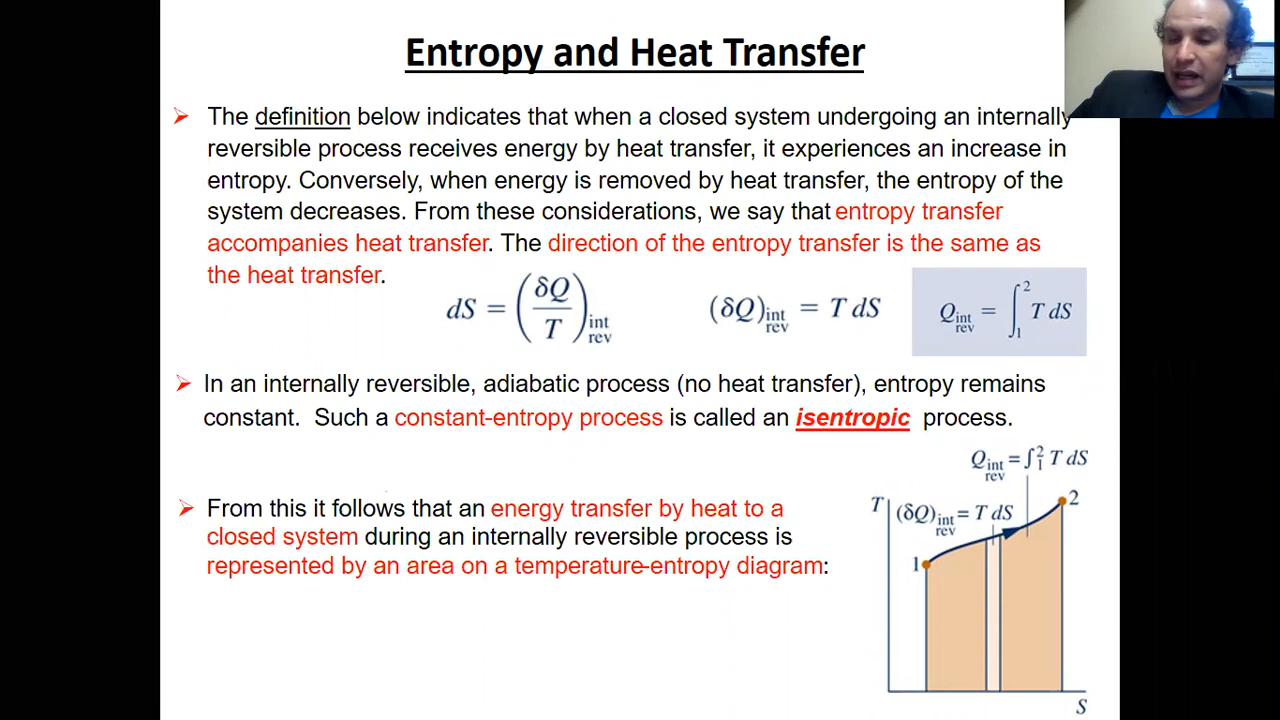 Entropy and Heat Transfer
➢ The definition below indicates that when a closed system undergoing an internally
reversible process receives energy by heat transfer, it experiences an increase in
entropy. Conversely, when energy is removed by heat transfer, the entropy of the
system decreases. From these considerations, we say that entropy transfer
accompanies heat transfer. The direction of the entropy transfer is the same as
the heat transfer.
dS = (δQ/T)int rev
(δQ)int rev = T dS
Qint rev = ∫₁² T dS
➢ In an internally reversible, adiabatic process (no heat transfer), entropy remains
constant. Such a constant-entropy process is called an isentropic process.
➢ From this it follows that an energy transfer by heat to a
closed system during an internally reversible process is
represented by an area on a temperature-entropy diagram:
Qint rev = ∫₁² T dS
T
(δQ)int rev = T dS
2
1
S